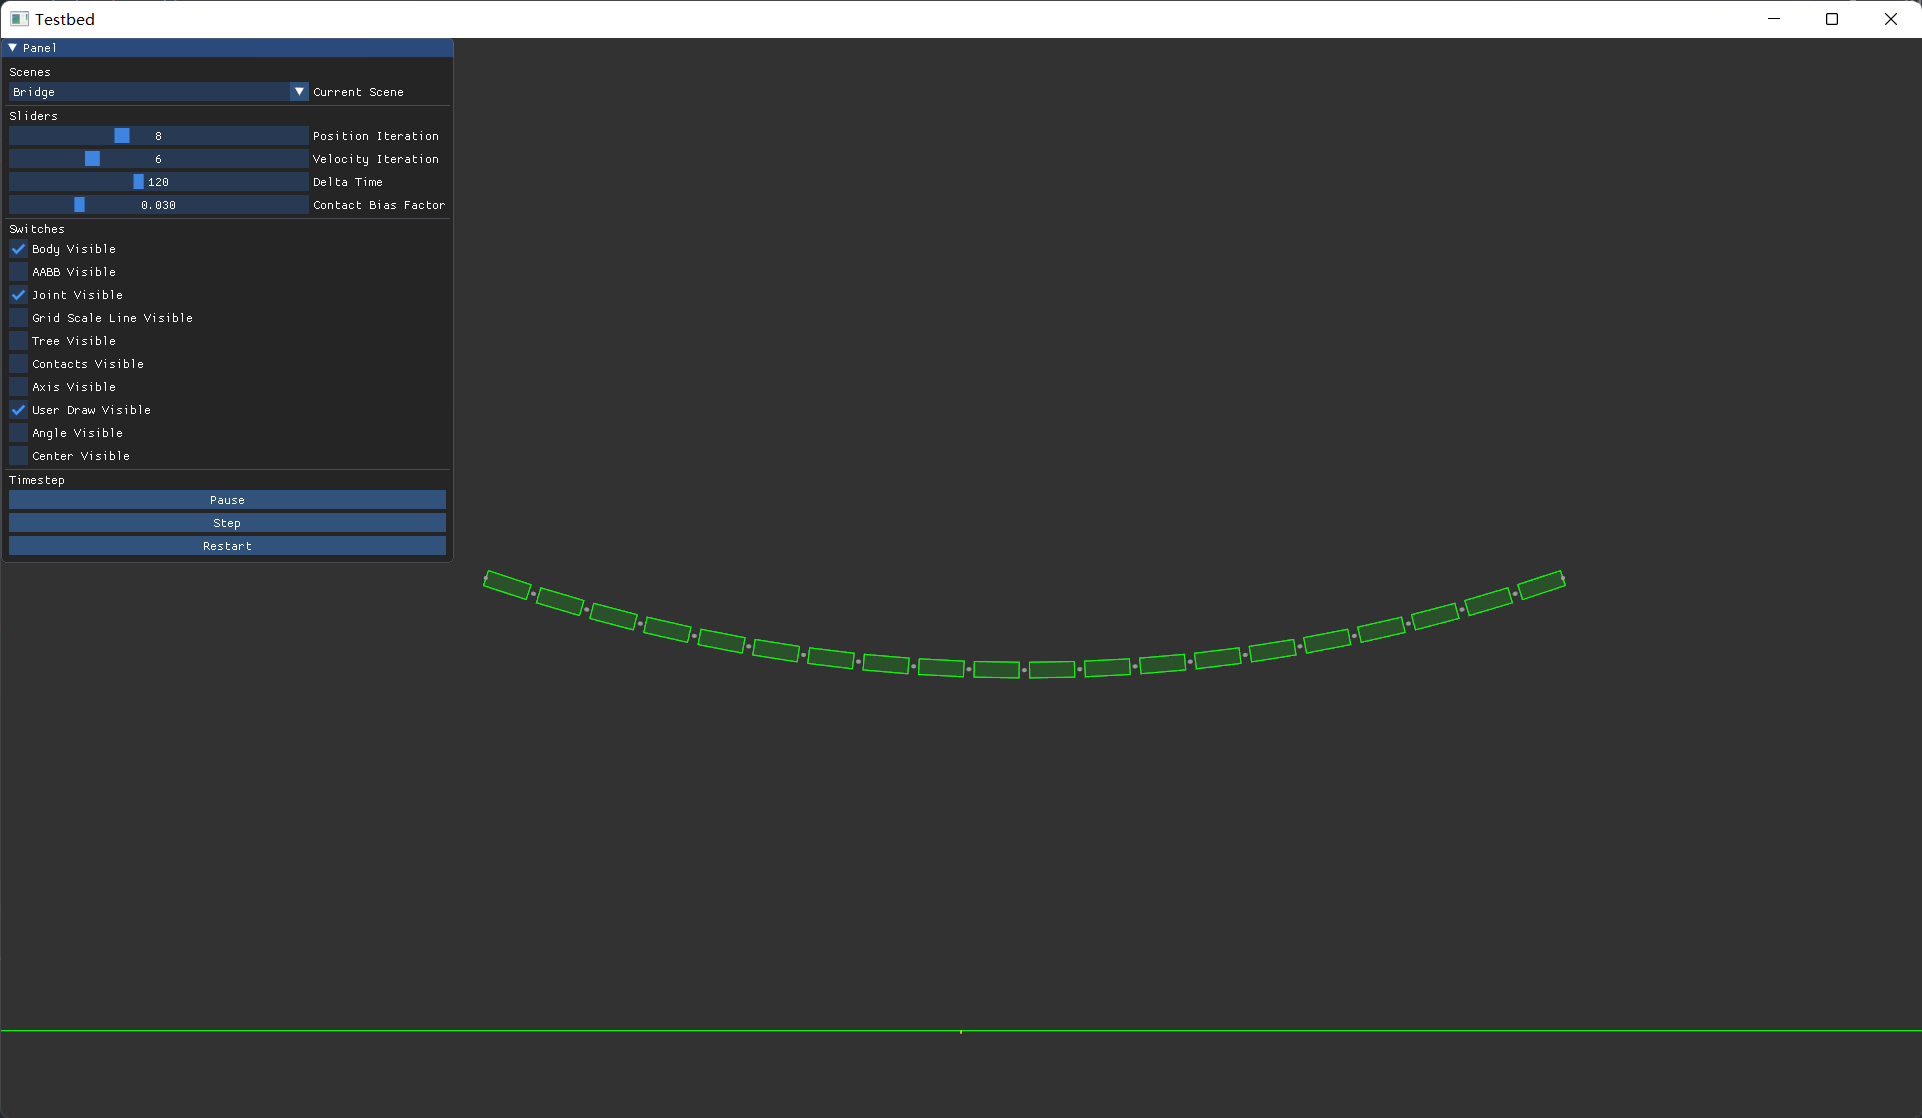 Testbed
Panel
Scenes
Bridge Current Scene
Sliders
8 Position Iteration
6 Velocity Iteration
120 Delta Time
0.030 Contact Bias Factor
Switches
Body Visible
AABB Visible
Joint Visible
Grid Scale Line Visible
Tree Visible
Contacts Visible
Axis Visible
User Draw Visible
Angle Visible
Center Visible
Timestep
Pause
Step
Restart